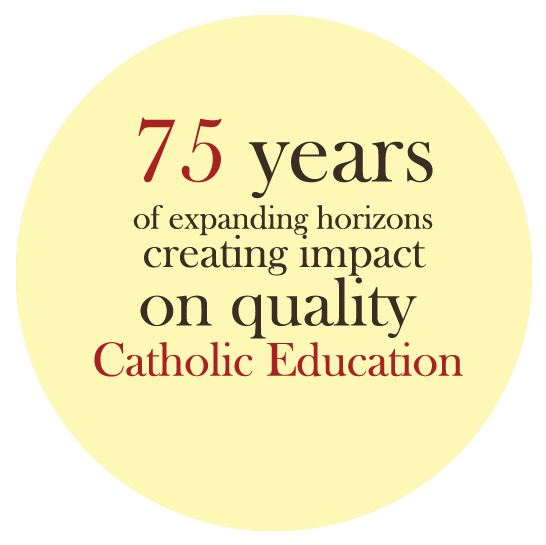 75 years
of expanding horizons
creating impact
on quality
Catholic Education